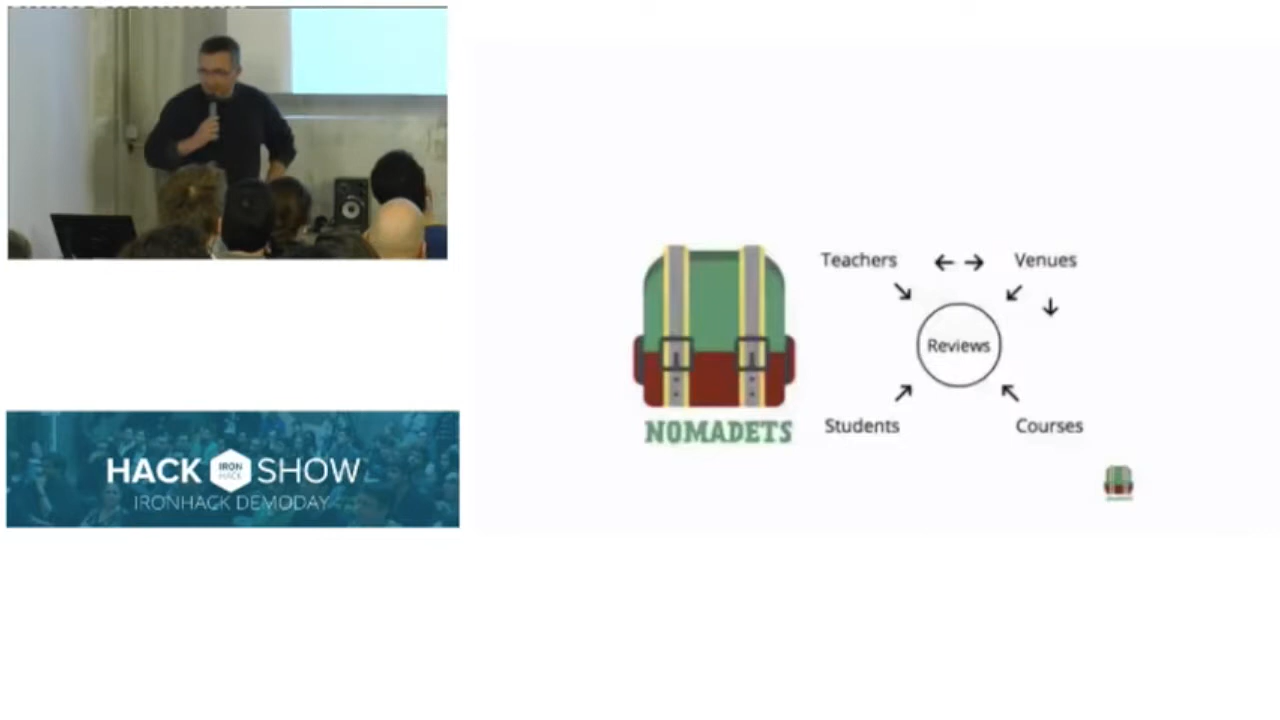 HACK IRON HACK SHOW
IRONHACK DEMODAY
Teachers ← → Venues
Reviews
Students Courses
NOMADETS